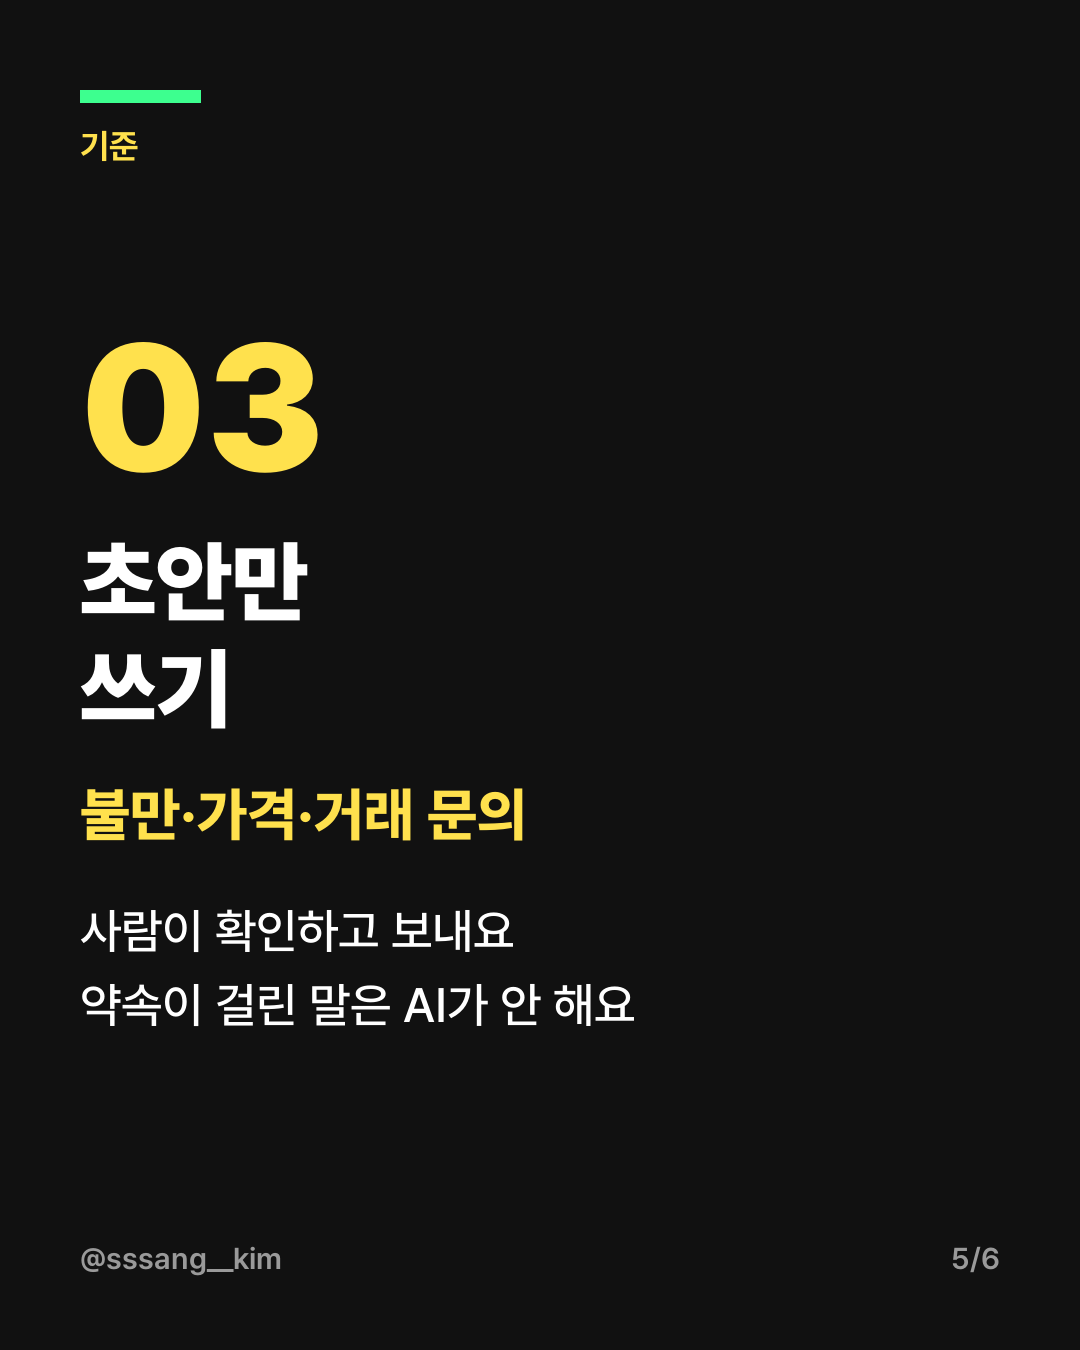 기준
03
초안만
쓰기
불만·가격·거래 문의
사람이 확인하고 보내요
약속이 걸린 말은 AI가 안 해요
@sssang__kim
5/6